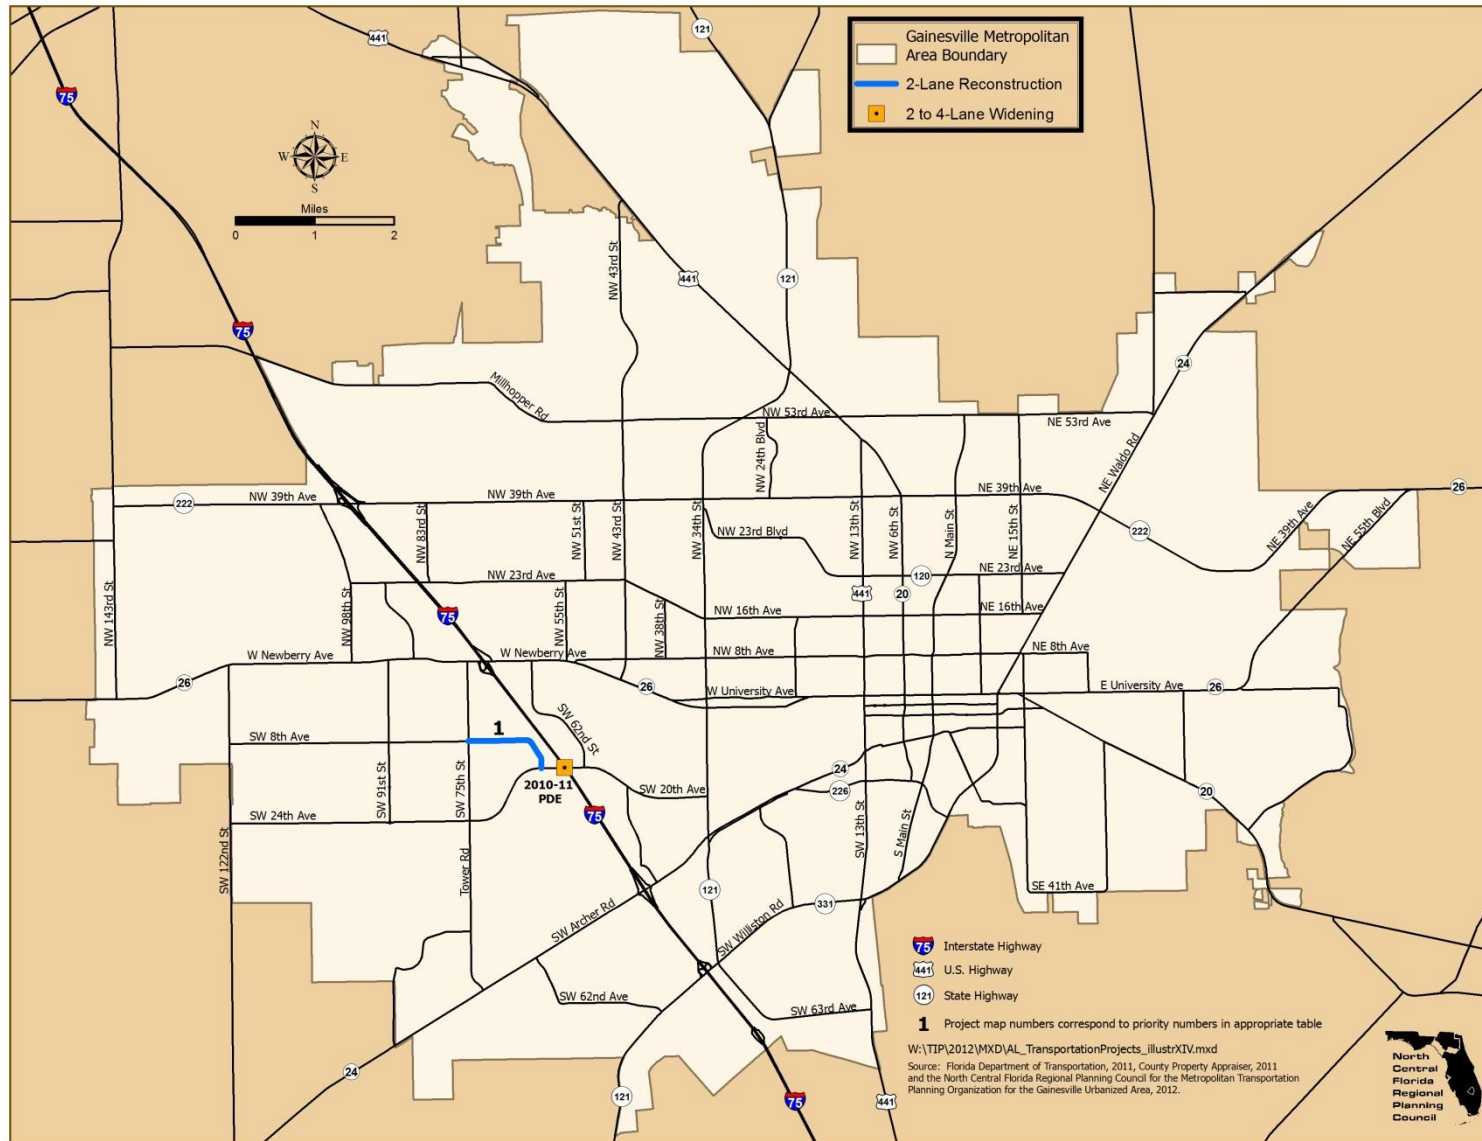 Gainesville Metropolitan
Area Boundary
2-Lane Reconstruction
2 to 4-Lane Widening
441
121
75
N
W E
S
Miles
0 1 2
NW 43rd St
441
121
75
24
Millhopper Rd
NW 53rd Ave
NE 53rd Ave
NW 24th Blvd
NE Waldo Rd
26
222
NW 39th Ave
NW 39th Ave
NE 39th Ave
NE 39th Ave
NE 55th Blvd
NW 83rd St
NW 51st St
NW 43rd St
NW 34th St
NW 23rd Blvd
NW 13th St
NW 6th St
N Main St
NE 15th St
222
NW 23rd Ave
120
NE 23rd Ave
NW 143rd St
NW 98th St
75
NW 55th St
NW 38th St
NW 16th Ave
441
20
NE 16th Ave
W Newberry Ave
W Newberry Ave
NW 8th Ave
NE 8th Ave
26
26
W University Ave
E University Ave
26
SW 8th Ave
1
SW 62nd St
SW 91st St
SW 75th St
2010-11
PDE
SW 20th Ave
24
226
20
SW 24th Ave
75
SW 122nd St
Tower Rd
SW 13th St
S Main St
121
SE 41th Ave
SW Archer Rd
SW Williston Rd
331
SW 62nd Ave
SW 63rd Ave
24
121
75
441
75 Interstate Highway
441 U.S. Highway
121 State Highway
1 Project map numbers correspond to priority numbers in appropriate table
W:\TIP\2012\MXD\AL_TransportationProjects_illustrXIV.mxd
Source: Florida Department of Transportation, 2011, County Property Appraiser, 2011
and the North Central Florida Regional Planning Council for the Metropolitan Transportation
Planning Organization for the Gainesville Urbanized Area, 2012.
North
Central
Florida
Regional
Planning
Council